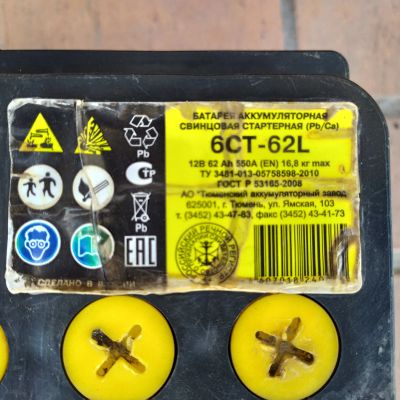 БАТАРЕЯ АККУМУЛЯТОРНАЯ
СВИНЦОВАЯ СТАРТЕРНАЯ (Pb/Ca)
6СТ-62L
12В 62 Ah 550A (EN) 16,8 кг max
ТУ 3481-013-05758598-2010
ГОСТ Р 53165-2008
АО "Тюменский аккумуляторный завод
625001, г. Тюмень, ул. Ямская, 103
т. (3452) 43-47-83, факс (3452) 43-41-73
Pb
Pb
EAC
РЕЧНОЙ
СДЕЛАНО В